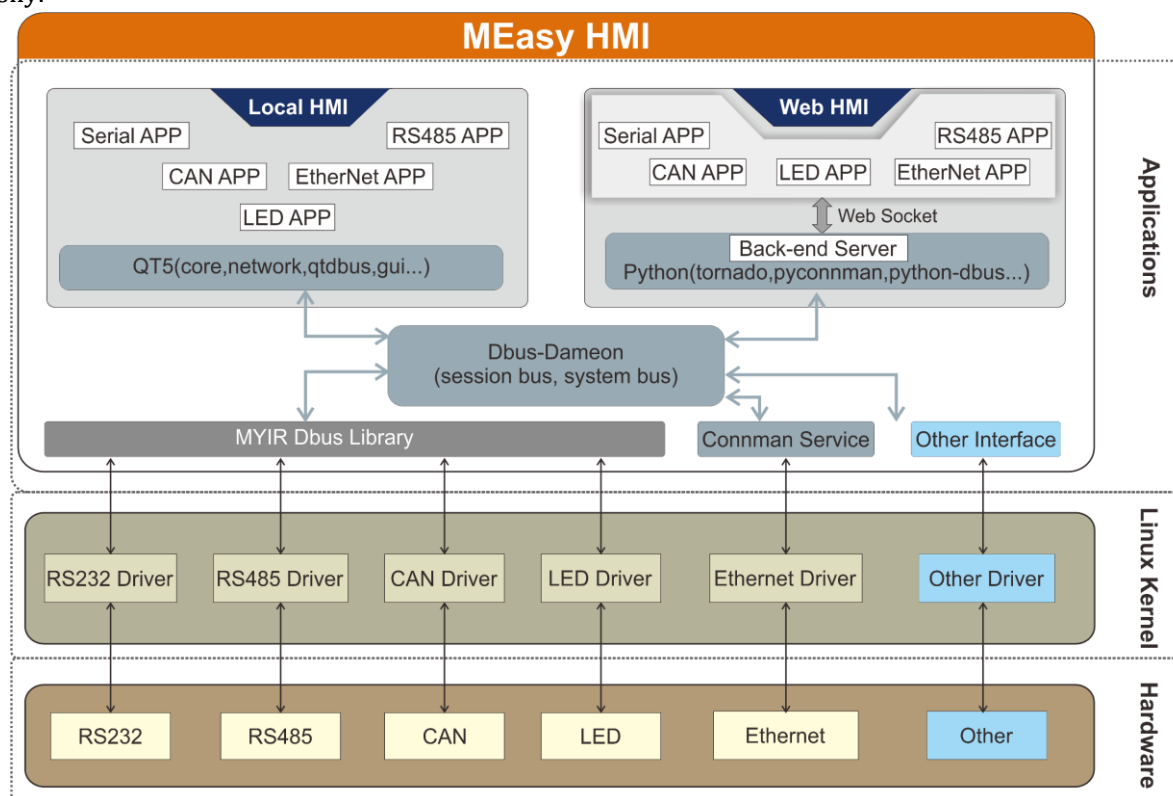 MEasy HMI
Local HMI
Serial APP
RS485 APP
CAN APP
EtherNet APP
LED APP
QT5(core,network,qtdbus,gui...)
Web HMI
Serial APP
RS485 APP
CAN APP
LED APP
EtherNet APP
Web Socket
Back-end Server
Python(tornado,pyconnman,python-dbus...)
Dbus-Dameon
(session bus, system bus)
MYIR Dbus Library
Connman Service
Other Interface
Applications
RS232 Driver
RS485 Driver
CAN Driver
LED Driver
Ethernet Driver
Other Driver
Linux Kernel
RS232
RS485
CAN
LED
Ethernet
Other
Hardware